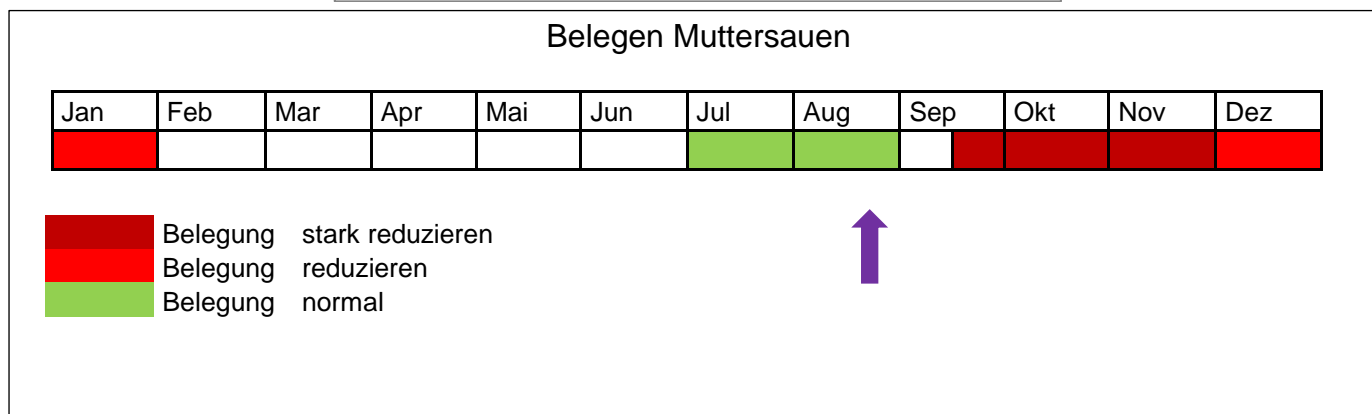 Belegen Muttersauen
Jan Feb Mar Apr Mai Jun Jul Aug Sep Okt Nov Dez
Belegung stark reduzieren
Belegung reduzieren
Belegung normal